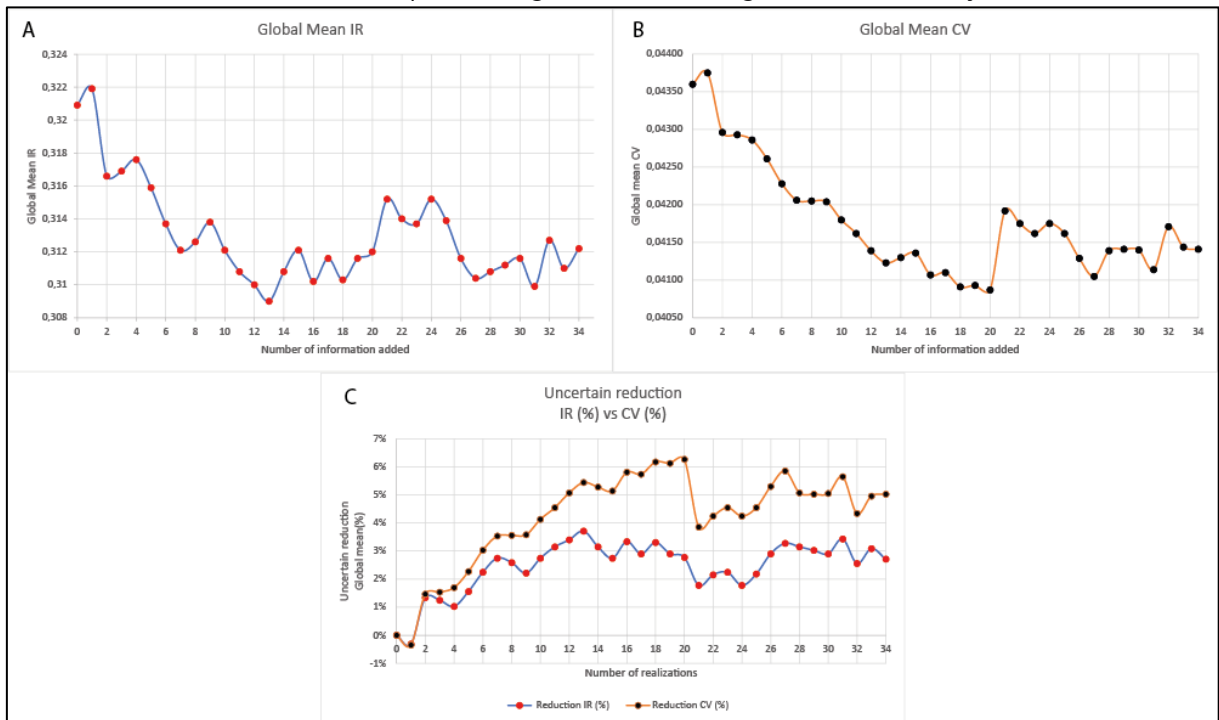 A
Global Mean IR
0,324
0,322
0,32
0,318
0,316
0,314
0,312
0,31
0,308
Global Mean IR
0 2 4 6 8 10 12 14 16 18 20 22 24 26 28 30 32 34
Number of information added
B
Global Mean CV
0,04400
0,04350
0,04300
0,04250
0,04200
0,04150
0,04100
0,04050
Global mean CV
0 2 4 6 8 10 12 14 16 18 20 22 24 26 28 30 32 34
Number of information added
C
Uncertain reduction
IR (%) vs CV (%)
7%
6%
5%
4%
3%
2%
1%
0%
-1%
Uncertain reduction
Global mean(%)
0 2 4 6 8 10 12 14 16 18 20 22 24 26 28 30 32 34
Number of realizations
Reduction IR (%) Reduction CV (%)